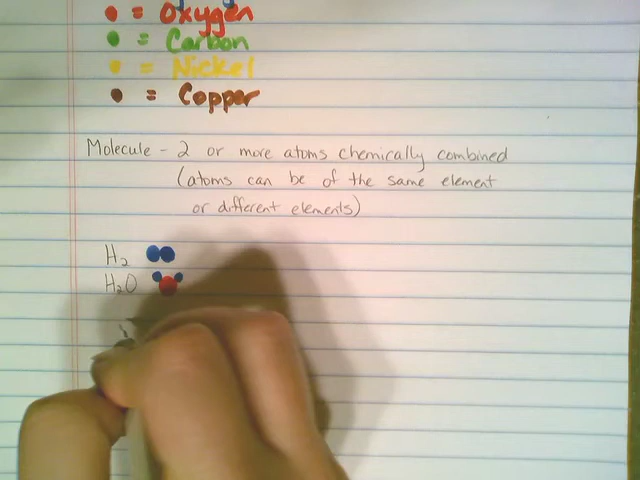 • = Oxygen
• = Carbon
• = Nickel
• = Copper
Molecule - 2 or more atoms chemically combined
(atoms can be of the same element
or different elements)
H₂
H₂O